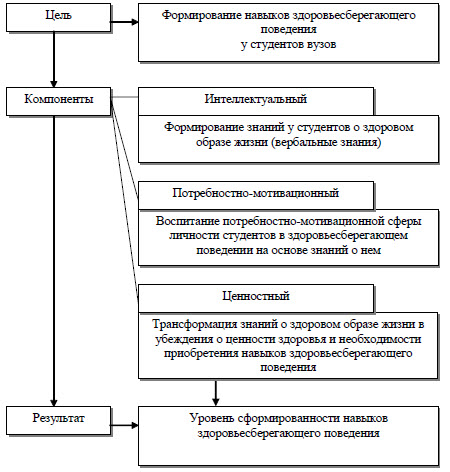 Цель
Формирование навыков здоровьесберегающего
поведения
у студентов вузов
Компоненты
Интеллектуальный
Формирование знаний у студентов о здоровом
образе жизни (вербальные знания)
Потребностно-мотивационный
Воспитание потребностно-мотивационной сферы
личности студентов в здоровьесберегающем
поведении на основе знаний о нем
Ценностный
Трансформация знаний о здоровом образе жизни в
убеждения о ценности здоровья и необходимости
приобретения навыков здоровьесберегающего
поведения
Результат
Уровень сформированности навыков
здоровьесберегающего поведения